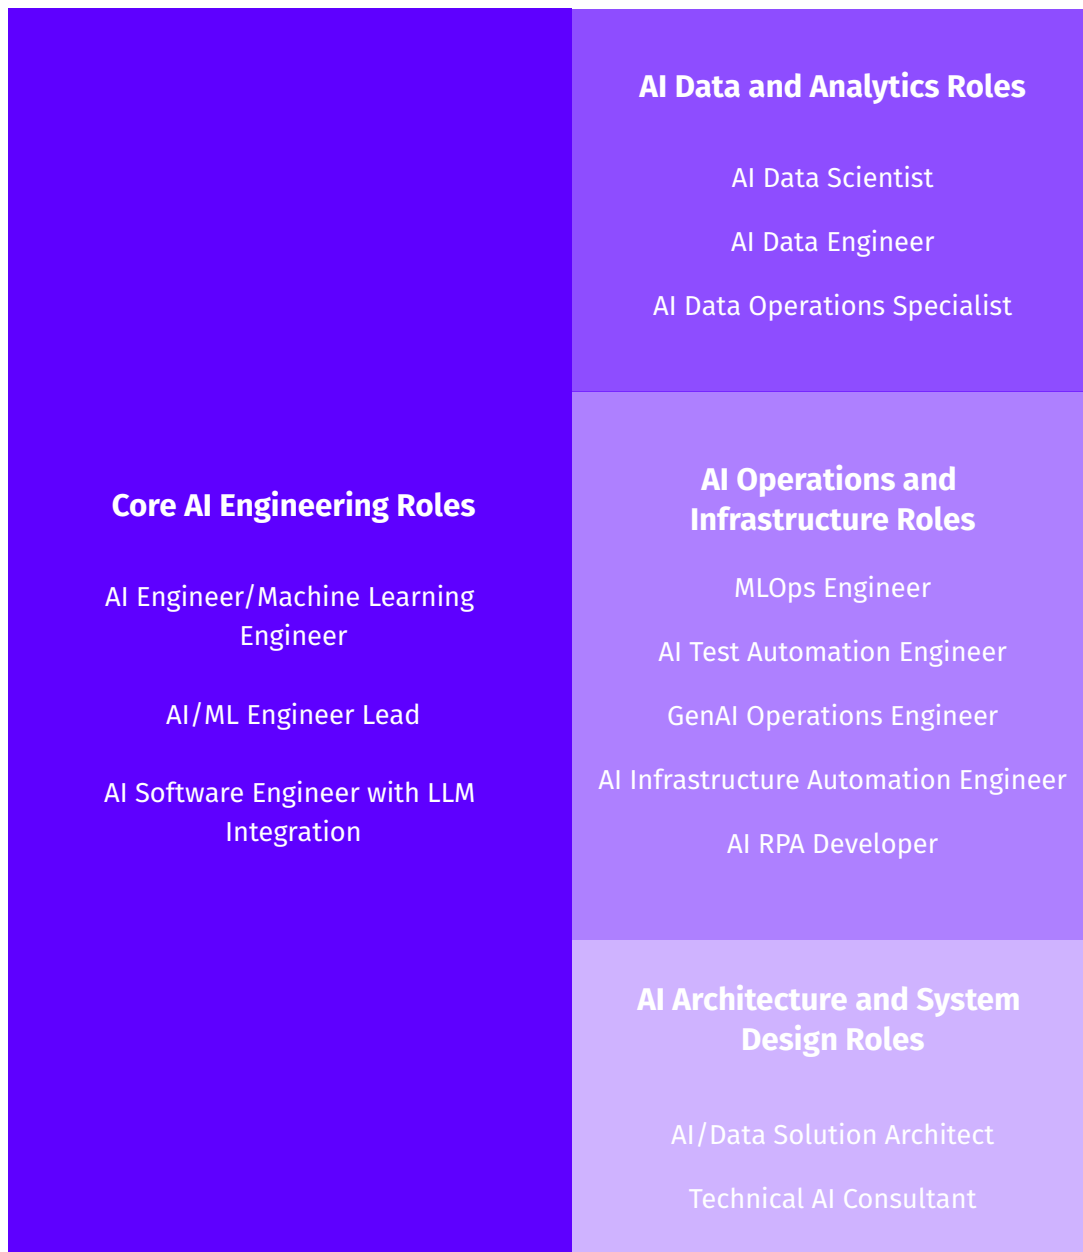 Core AI Engineering Roles
AI Engineer/Machine Learning
Engineer
AI/ML Engineer Lead
AI Software Engineer with LLM
Integration
AI Data and Analytics Roles
AI Data Scientist
AI Data Engineer
AI Data Operations Specialist
AI Operations and
Infrastructure Roles
MLOps Engineer
AI Test Automation Engineer
GenAI Operations Engineer
AI Infrastructure Automation Engineer
AI RPA Developer
AI Architecture and System
Design Roles
AI/Data Solution Architect
Technical AI Consultant